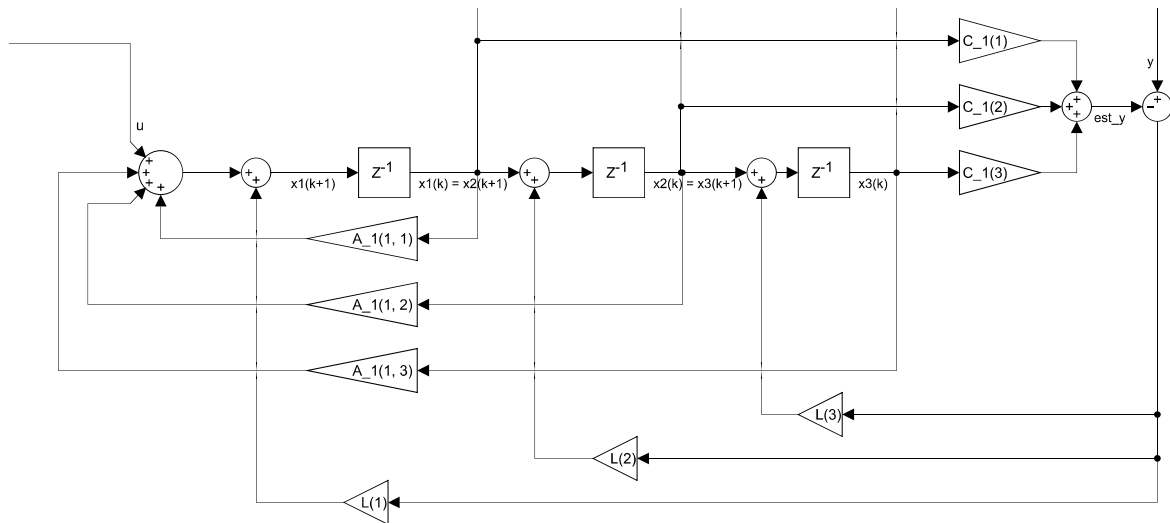 C_1(1)
y
C_1(2)
+
+
+
est_y
+
−
u
+
+
+
+
+
+
x1(k+1)
Z-1
x1(k) = x2(k+1)
+
+
Z-1
x2(k) = x3(k+1)
+
+
Z-1
x3(k)
C_1(3)
A_1(1, 1)
A_1(1, 2)
A_1(1, 3)
L(3)
L(2)
L(1)